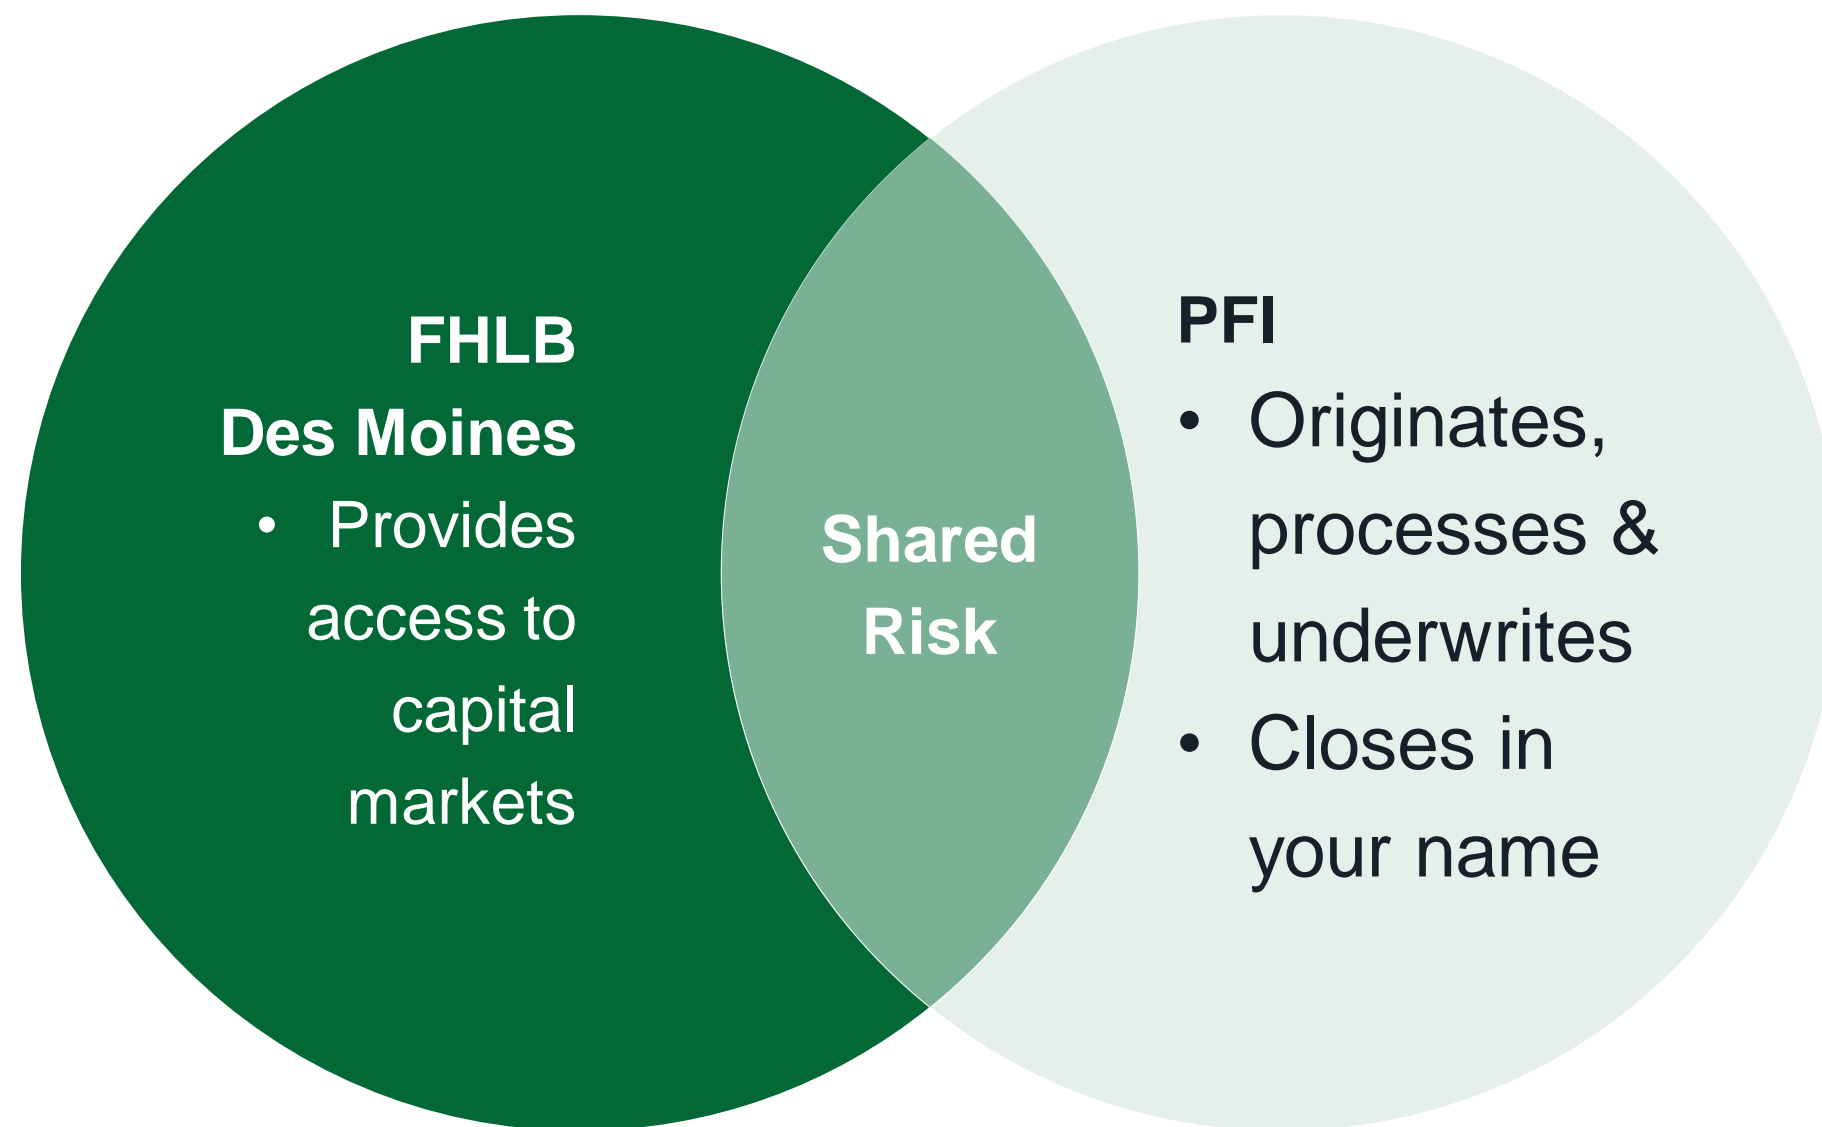 FHLB
Des Moines
• Provides
access to
capital
markets
Shared
Risk
PFI
• Originates,
processes &
underwrites
• Closes in
your name